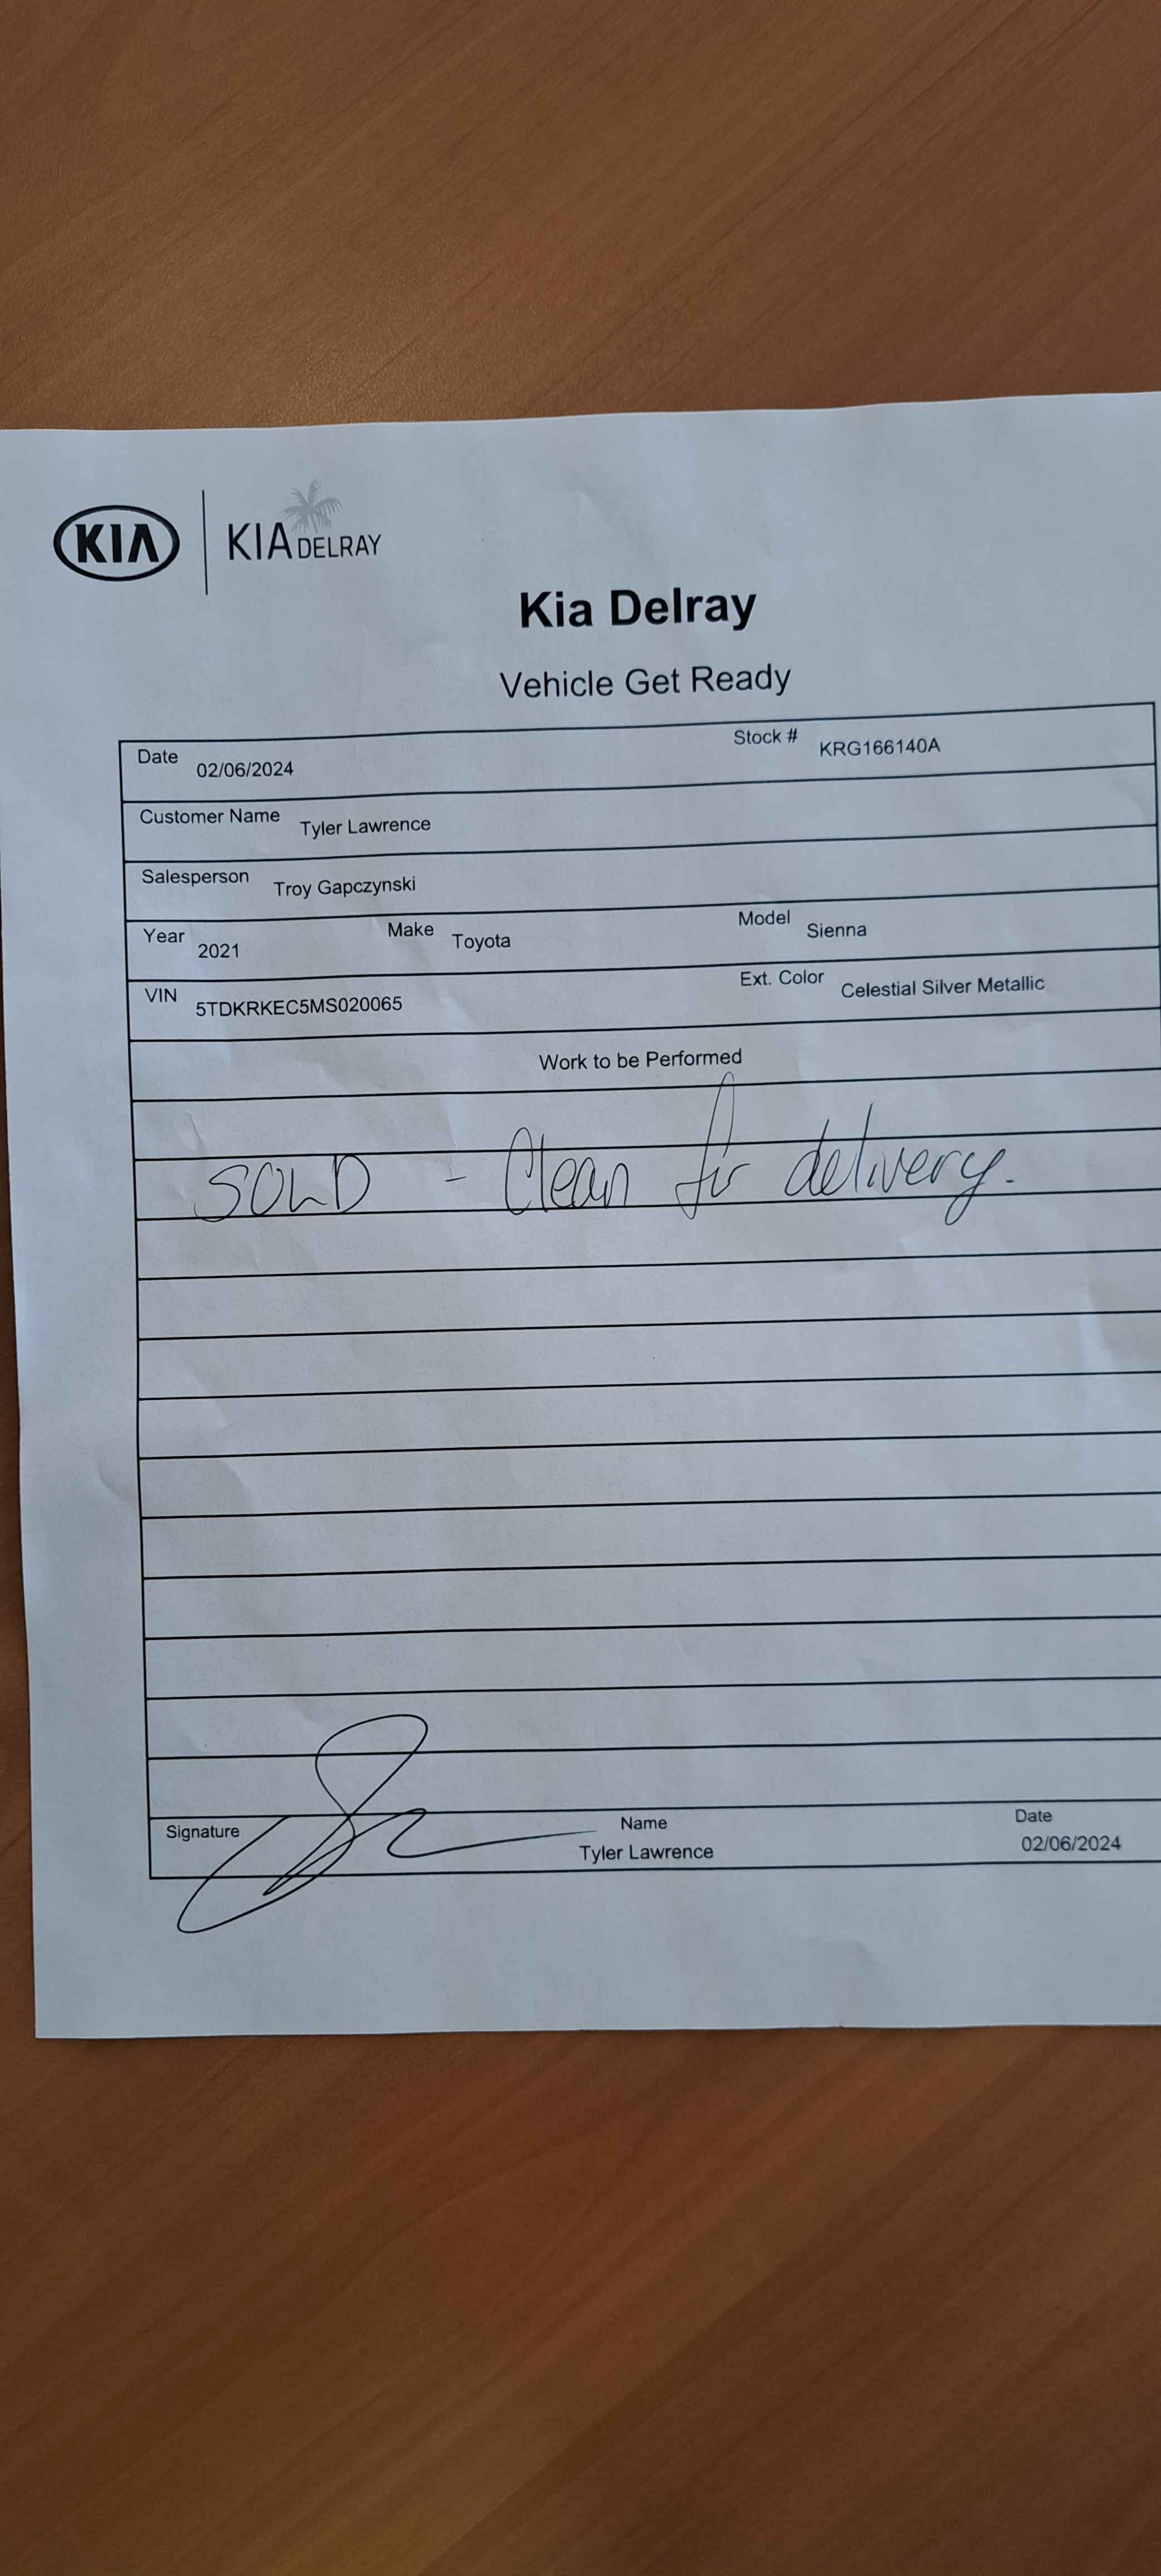 KIA KIA DELRAY
Kia Delray
Vehicle Get Ready
Date 02/06/2024 Stock # KRG166140A
Customer Name Tyler Lawrence
Salesperson Troy Gapczynski
Year 2021 Make Toyota Model Sienna
VIN 5TDKRKEC5MS020065 Ext. Color Celestial Silver Metallic
Work to be Performed
SOLD - Clean for delivery.
Signature Name Date
Tyler Lawrence 02/06/2024